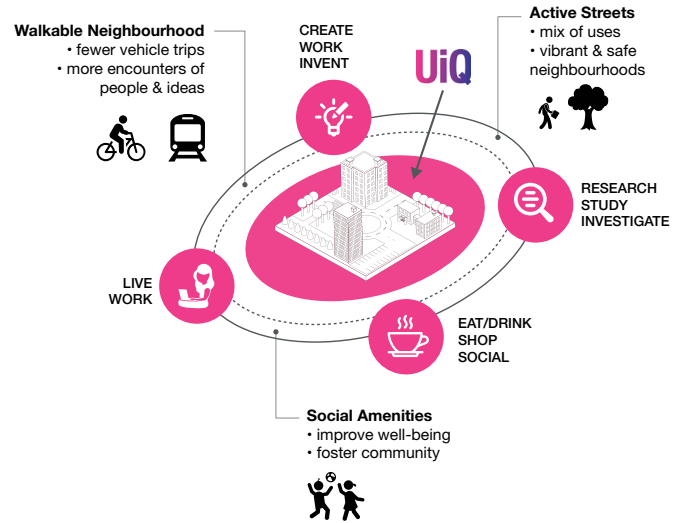 Walkable Neighbourhood
• fewer vehicle trips
• more encounters of
people & ideas
CREATE
WORK
INVENT
UiQ
Active Streets
• mix of uses
• vibrant & safe
neighbourhoods
RESEARCH
STUDY
INVESTIGATE
LIVE
WORK
EAT/DRINK
SHOP
SOCIAL
Social Amenities
• improve well-being
• foster community